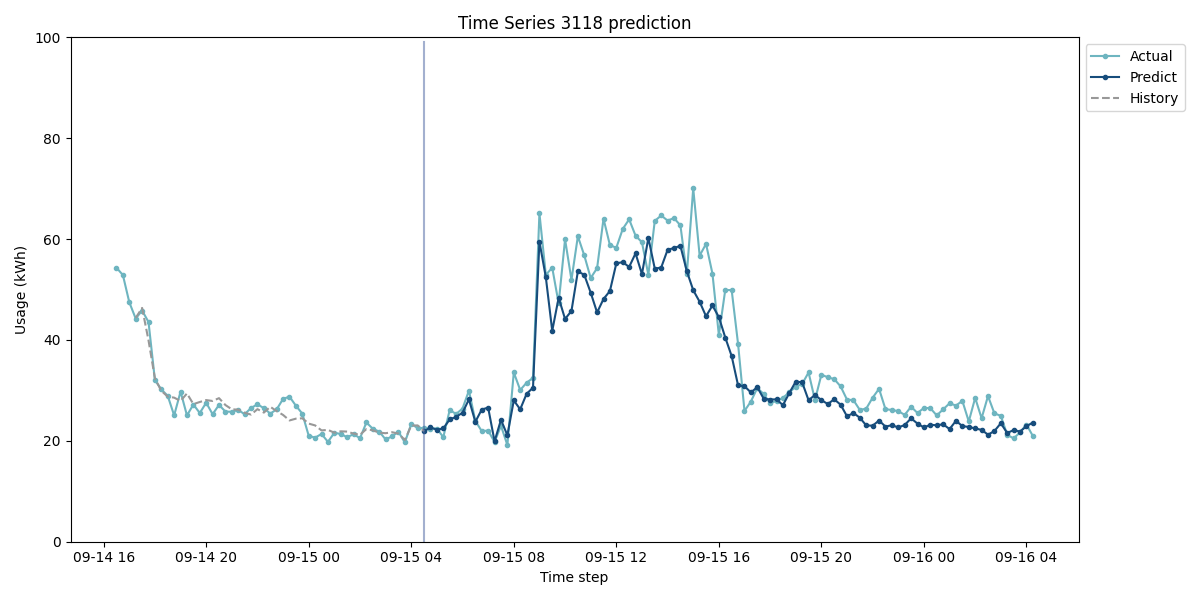 Time Series 3118 prediction
100
80
60
40
20
0
Usage (kWh)
09-14 16 09-14 20 09-15 00 09-15 04 09-15 08 09-15 12 09-15 16 09-15 20 09-16 00 09-16 04
Time step
Actual
Predict
History